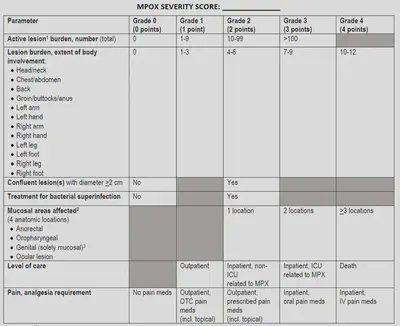 MPOX SEVERITY SCORE: ___________
Parameter Grade 0 (0 points) Grade 1 (1 point) Grade 2 (2 points) Grade 3 (3 points) Grade 4 (4 points)
Active lesion¹ burden, number (total) 0 1-9 10-99 >100
Lesion burden, extent of body involvement: 0 1-3 4-6 7-9 10-12
• Head/neck
• Chest/abdomen
• Back
• Groin/buttocks/anus
• Left arm
• Left hand
• Right arm
• Right hand
• Left leg
• Left foot
• Right leg
• Right foot
Confluent lesion(s) with diameter ≥2 cm No Yes
Treatment for bacterial superinfection No Yes
Mucosal areas affected² 1 location 2 locations ≥3 locations
(4 anatomic locations)
• Anorectal
• Oropharyngeal
• Genital (solely mucosal)³
• Ocular lesion
Level of care Outpatient Inpatient, non-ICU related to MPX Inpatient, ICU related to MPX Death
Pain, analgesia requirement No pain meds Outpatient, OTC pain meds (incl. topical) Outpatient, prescribed pain meds (incl. topical) Inpatient, oral pain meds Inpatient, IV pain meds